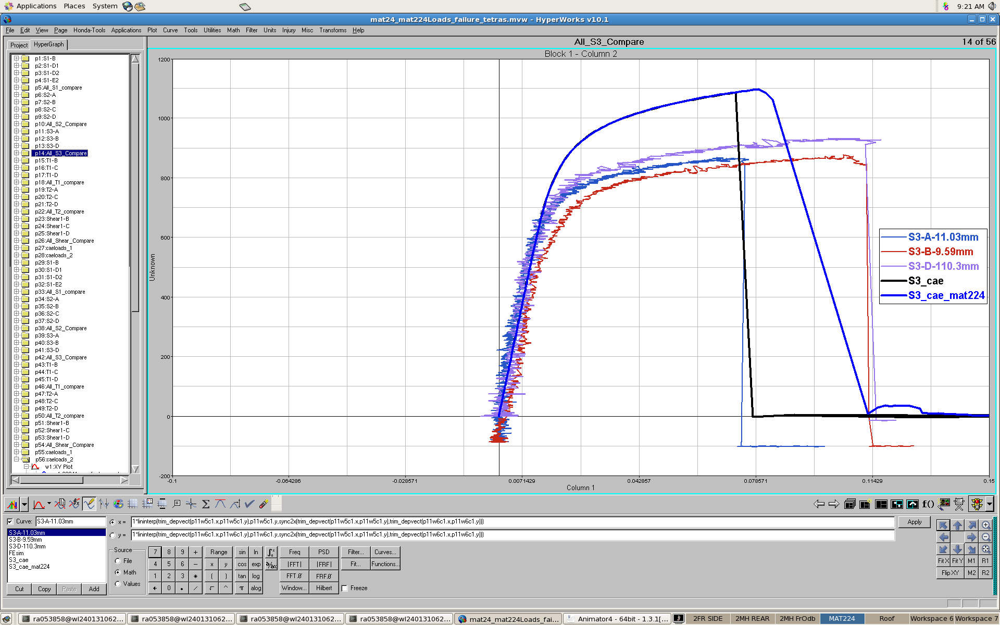 Applications Places System 9:21 AM
mat24_mat224Loads_failure_tetras.mvw - HyperWorks v10.1
File Edit View Page Honda-Tools Applications Plot Curve Tools Utilities Math Filter Units Injury Misc Transforms Help
Project HyperGraph
All_S3_Compare 14 of 56
Block 1 - Column 2
p1:S1-B
p2:S1-D1
p3:S1-D2
p4:S1-E2
p5:All_S1_compare
p6:S2-A
p7:S2-B
p8:S2-C
p9:S2-D
p10:All_S2_Compare
p11:S3-A
p12:S3-B
p13:S3-D
p14:All_S3_Compare
p15:T1-B
p16:T1-C
p17:T1-D
p18:All_T1_compare
p19:T2-A
p20:T2-C
p21:T2-D
p22:All_T2_compare
p23:Shear1-B
p24:Shear1-C
p25:Shear1-D
p26:All_Shear_Compare
p27:caeloads_1
p28:caeloads_2
p29:S1-B
p30:S1-D1
p31:S1-D2
p32:S1-E2
p33:All_S1_compare
p34:S2-A
p35:S2-B
p36:S2-C
p37:S2-D
p38:All_S2_Compare
p39:S3-A
p40:S3-B
p41:S3-D
p42:All_S3_Compare
p43:T1-B
p44:T1-C
p45:T1-D
p46:All_T1_compare
p47:T2-A
p48:T2-C
p49:T2-D
p50:All_T2_compare
p51:Shear1-B
p52:Shear1-C
p53:Shear1-D
p54:All_Shear_Compare
p55:caeloads_1
p56:caeloads_2
w1:XY Plot
1200
1000
800
600
400
200
0
-200
Unknown
-0.1 -0.064286 -0.028571 0.0071429 0.042857 0.078571 0.11429 0.15
Column 1
S3-A-11.03mm
S3-B-9.59mm
S3-D-110.3mm
S3_cae
S3_cae_mat224
f()
Curve: S3-A-11.03mm
x = 1*lininterp(trim_depvect(p11w5c1.x,p11w5c1.y),p11w5c1.y,sync2x(trim_depvect(p11w5c1.x,p11w5c1.y),trim_depvect(p11w6c1.x,p11w6c1.y)))
Apply
y = 1*lininterp(trim_depvect(p11w6c1.x,p11w6c1.y),p11w6c1.y,sync2x(trim_depvect(p11w5c1.x,p11w5c1.y),trim_depvect(p11w6c1.x,p11w6c1.y)))
S3-A-11.03mm
S3-B-9.59mm
S3-D-110.3mm
FEsim
S3_cae
S3_cae_mat224
Cut Copy Paste Add
Source
File
Math
Values
7 8 9 + Range sin ln Freq PSD Filter... Curves...
4 5 6 – x y cos exp |FFT| |FRF| Fit... Functions...
1 2 3 * ( ) tan log FFT Ø FRF Ø
0 . / √ ^ π alog Window... Hilbert Freeze
Fit X Fit Y M1 R1
Flip XY M2 R2
ra053858@wl240131062... ra053858@wl240131062... ra053858@wl240131062... ra053858@wl240131062... mat24_mat224Loads_fai... Animator4 - 64bit - 1.3.1[... 2FR SIDE 2MH REAR 2MH FrOdb MAT224 Roof Workspace 6 Workspace 7